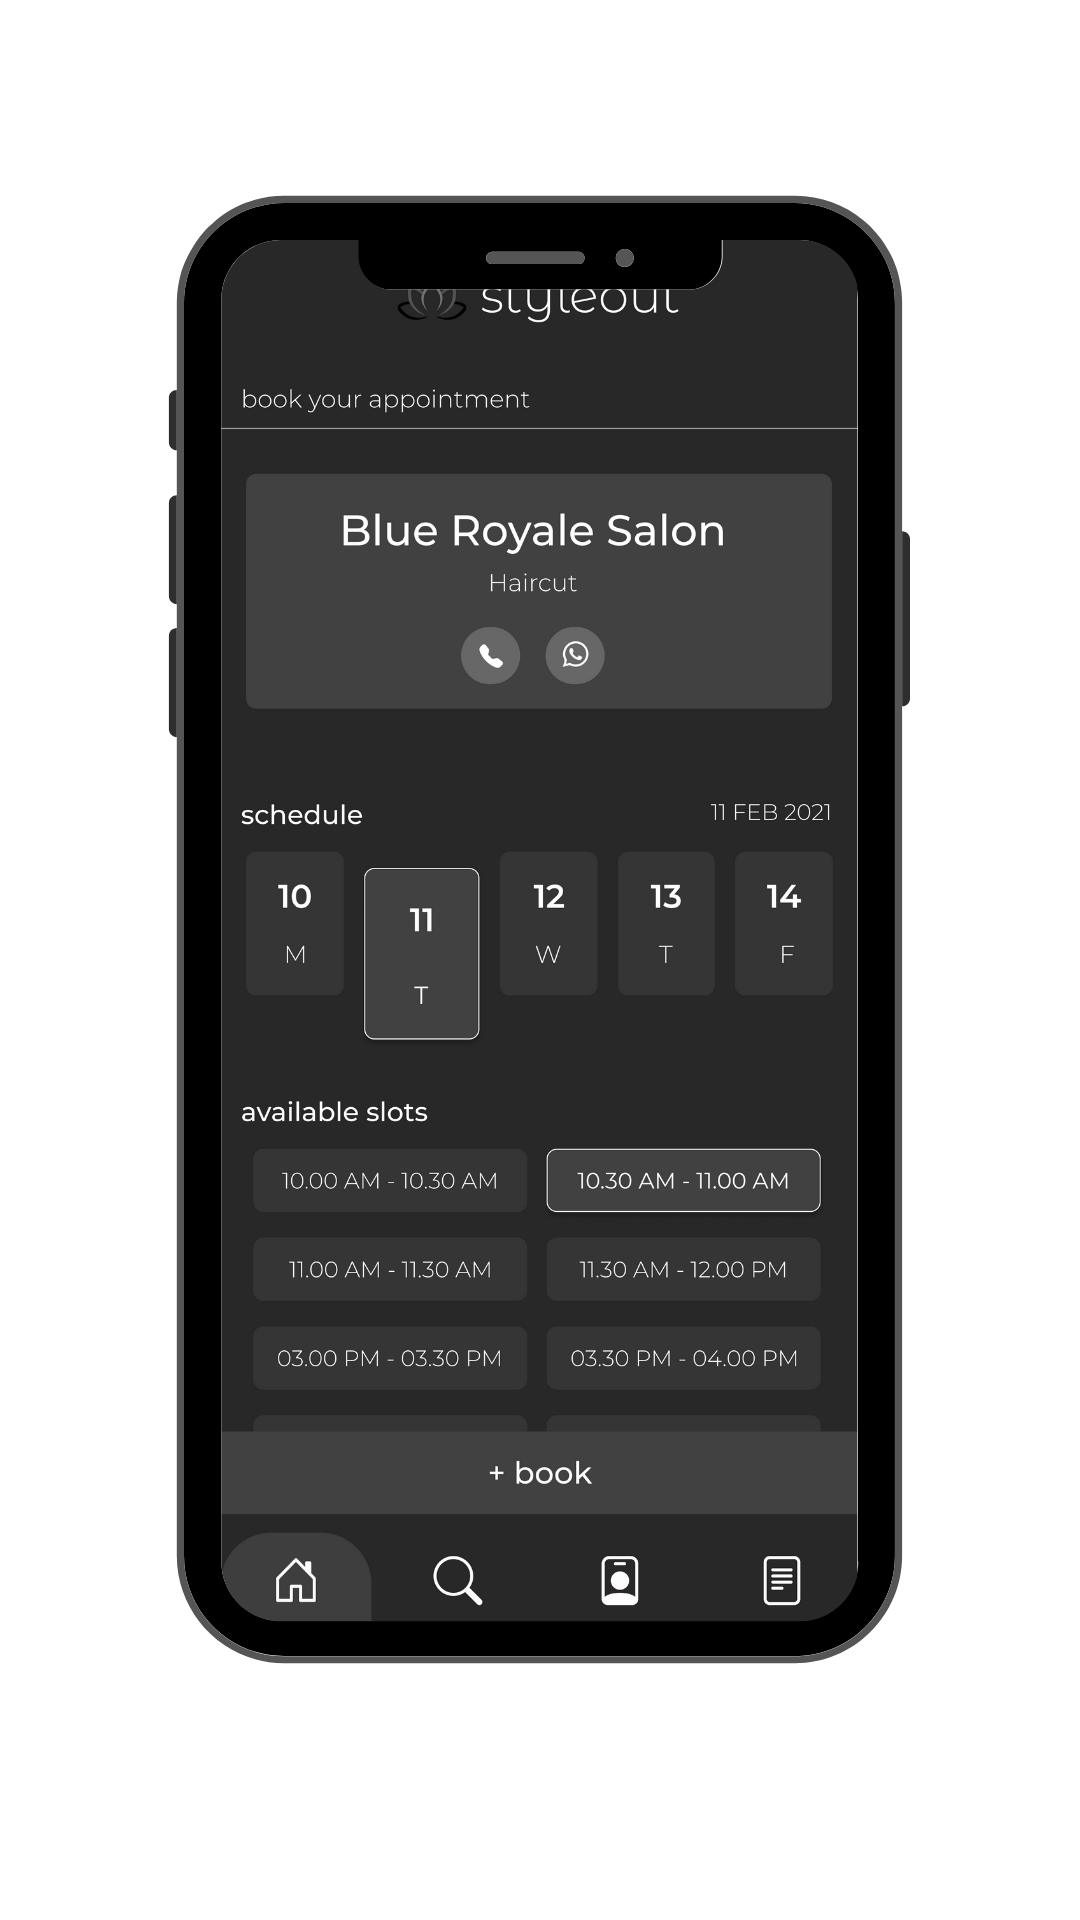 styleout
book your appointment
Blue Royale Salon
Haircut
schedule 11 FEB 2021
10 11 12 13 14
M T W T F
available slots
10.00 AM - 10.30 AM 10.30 AM - 11.00 AM
11.00 AM - 11.30 AM 11.30 AM - 12.00 PM
03.00 PM - 03.30 PM 03.30 PM - 04.00 PM
+ book